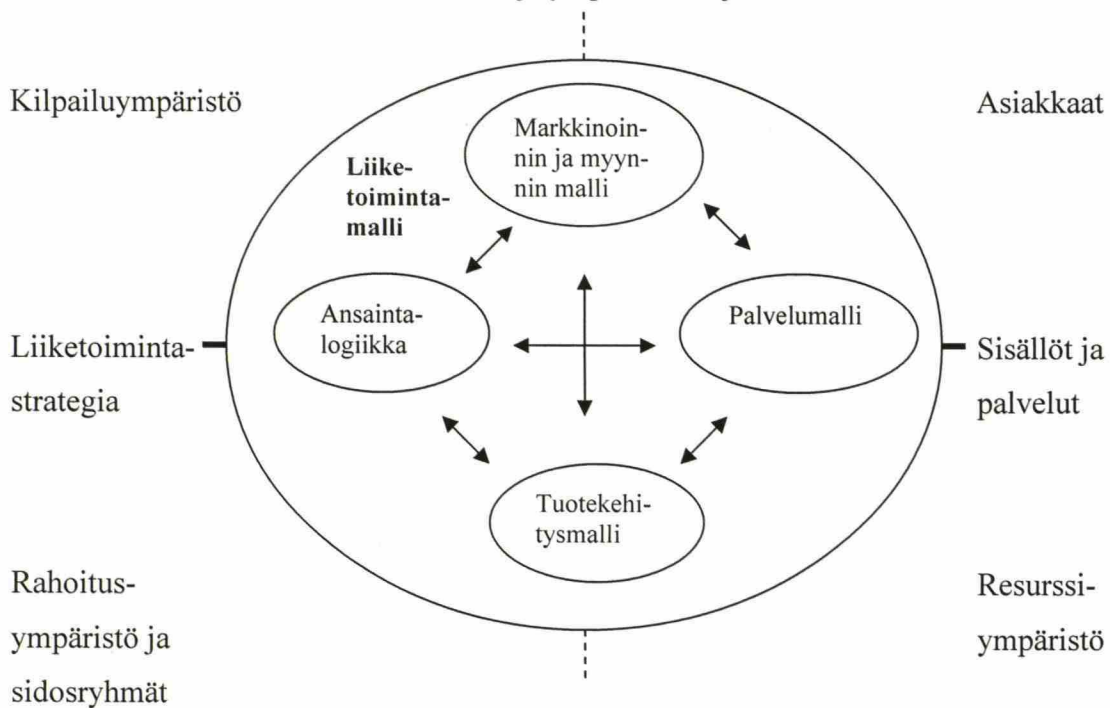 Kilpailuympäristö
Asiakkaat
Markkinoin-
nin ja myyn-
nin malli
Liike-
toiminta-
malli
Ansainta-
logiikka
Palvelumalli
Liiketoiminta-
strategia
Sisällöt ja
palvelut
Tuotekehi-
tysmalli
Rahoitus-
ympäristö ja
sidosryhmät
Resurssi-
ympäristö